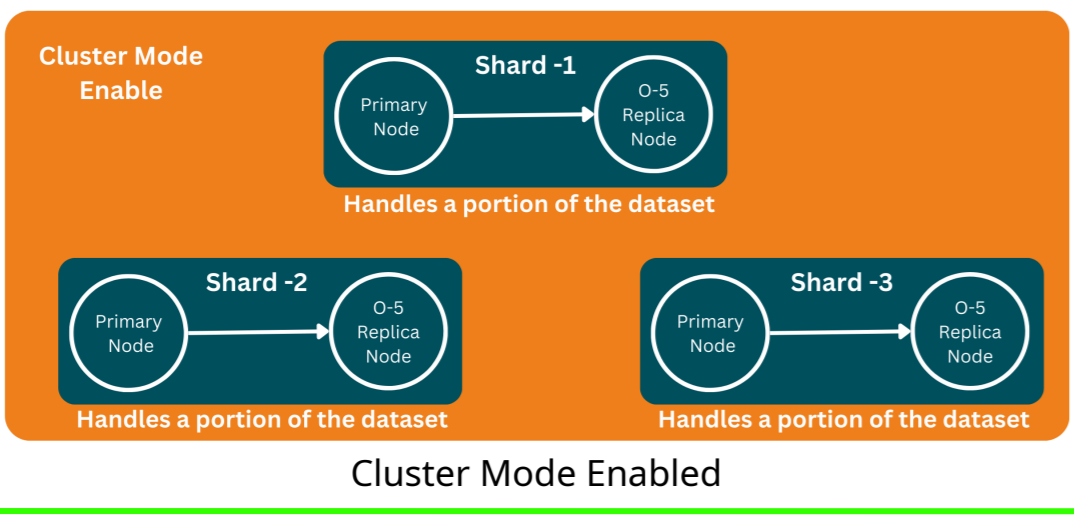 Cluster Mode
Enable
Shard -1
Primary
Node
O-5
Replica
Node
Handles a portion of the dataset
Shard -2
Primary
Node
O-5
Replica
Node
Handles a portion of the dataset
Shard -3
Primary
Node
O-5
Replica
Node
Handles a portion of the dataset
Cluster Mode Enabled